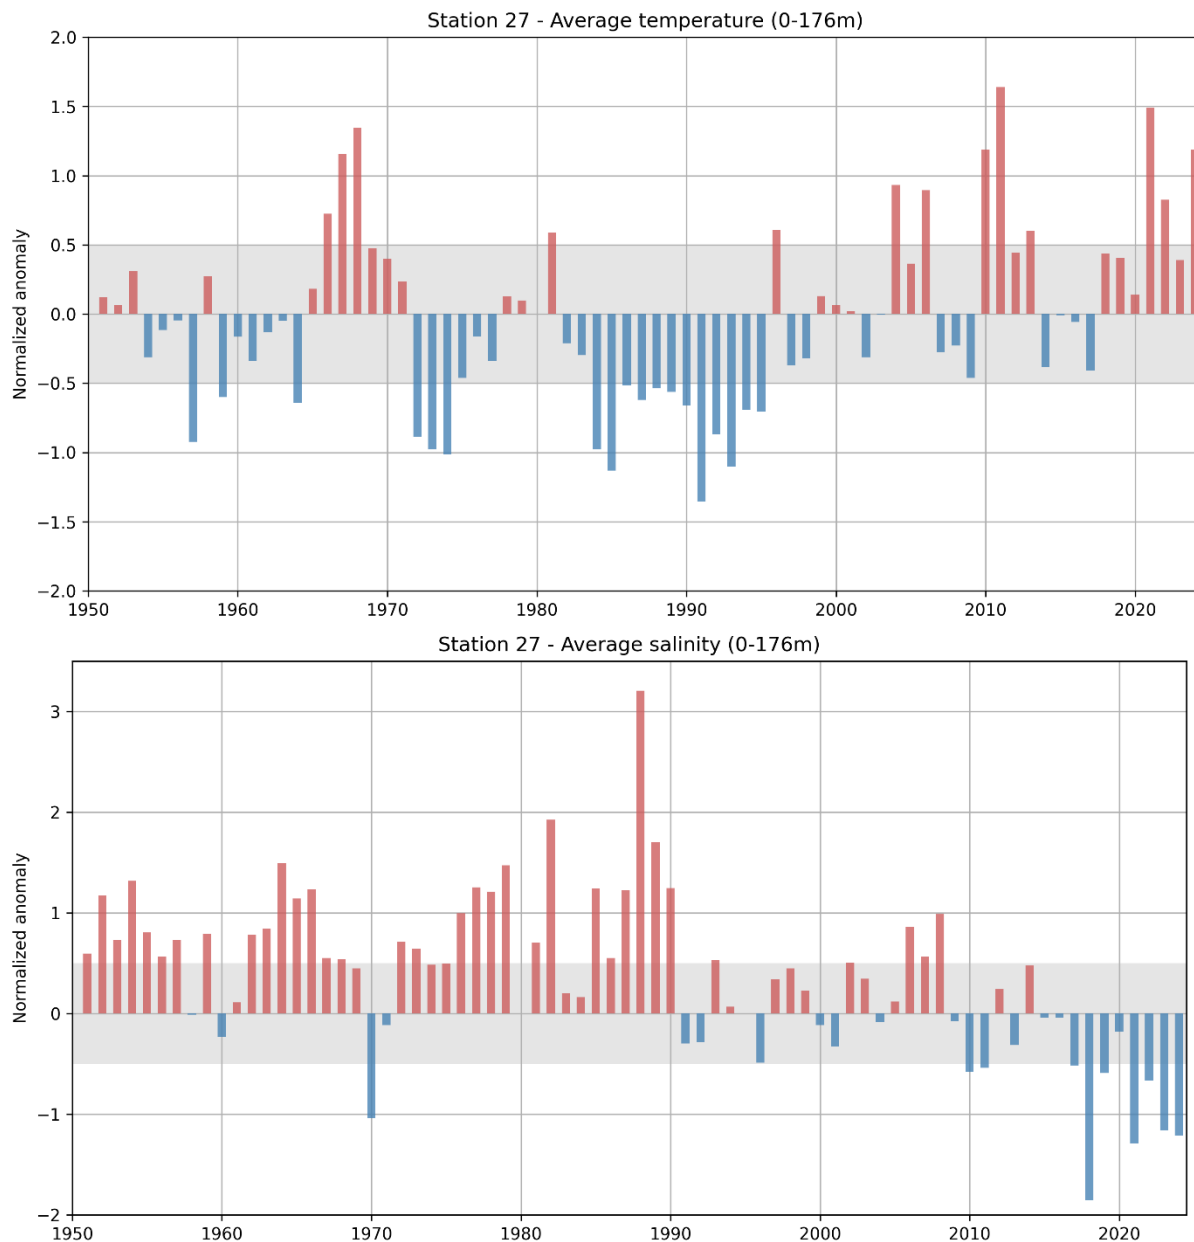 Station 27 - Average temperature (0-176m)
2.0
1.5
1.0
0.5
0.0
−0.5
−1.0
−1.5
−2.0
Normalized anomaly
1950 1960 1970 1980 1990 2000 2010 2020
Station 27 - Average salinity (0-176m)
3
2
1
0
−1
−2
Normalized anomaly
1950 1960 1970 1980 1990 2000 2010 2020